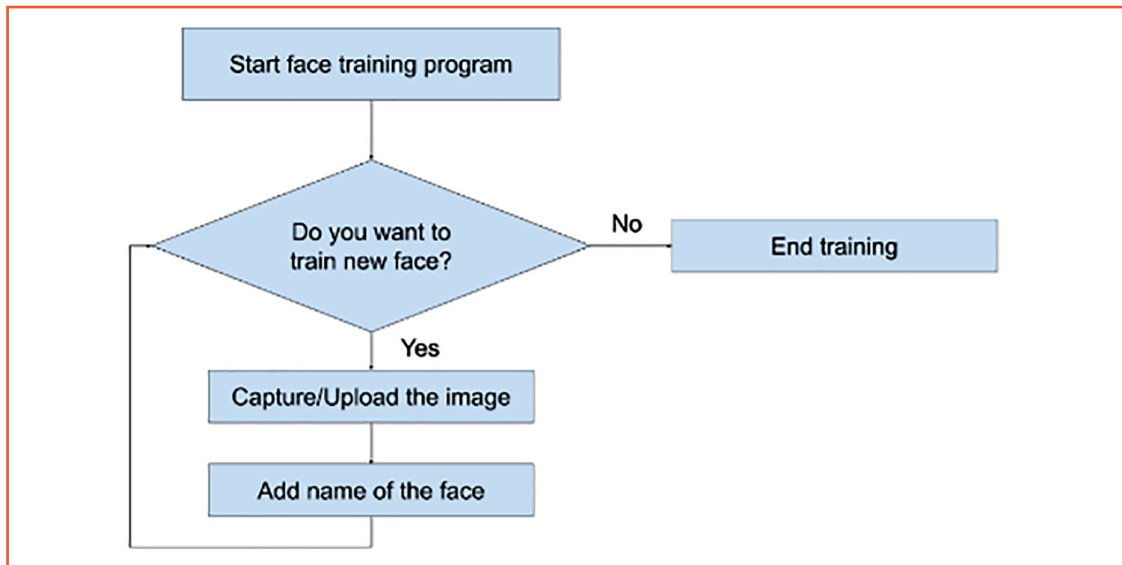 Start face training program
Do you want to
train new face?
No
End training
Yes
Capture/Upload the image
Add name of the face